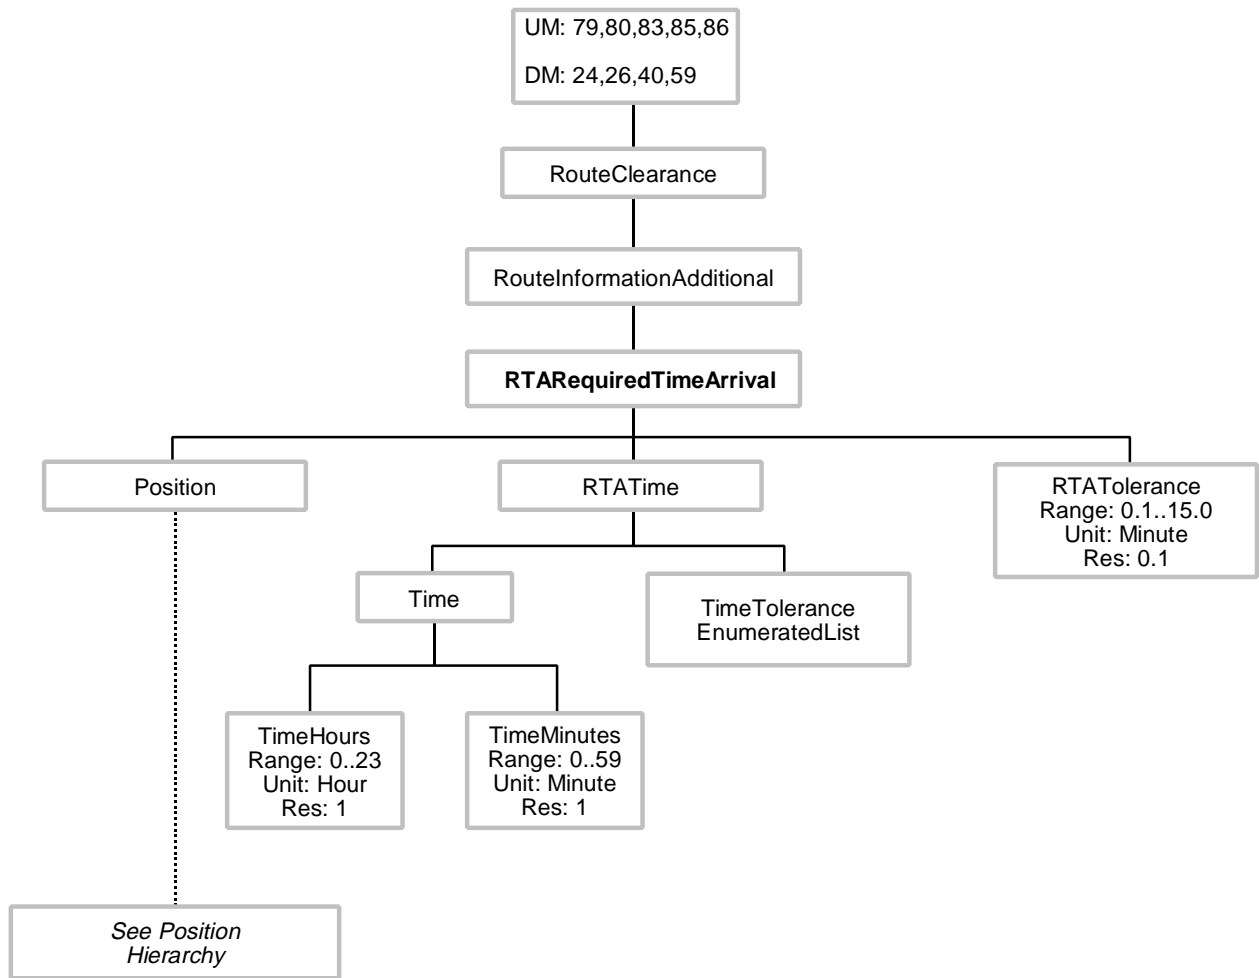 UM: 79,80,83,85,86
DM: 24,26,40,59
RouteClearance
RouteInformationAdditional
RTARequiredTimeArrival
Position
RTATime
RTATolerance
Range: 0.1..15.0
Unit: Minute
Res: 0.1
Time
TimeTolerance
EnumeratedList
TimeHours
Range: 0..23
Unit: Hour
Res: 1
TimeMinutes
Range: 0..59
Unit: Minute
Res: 1
See Position
Hierarchy